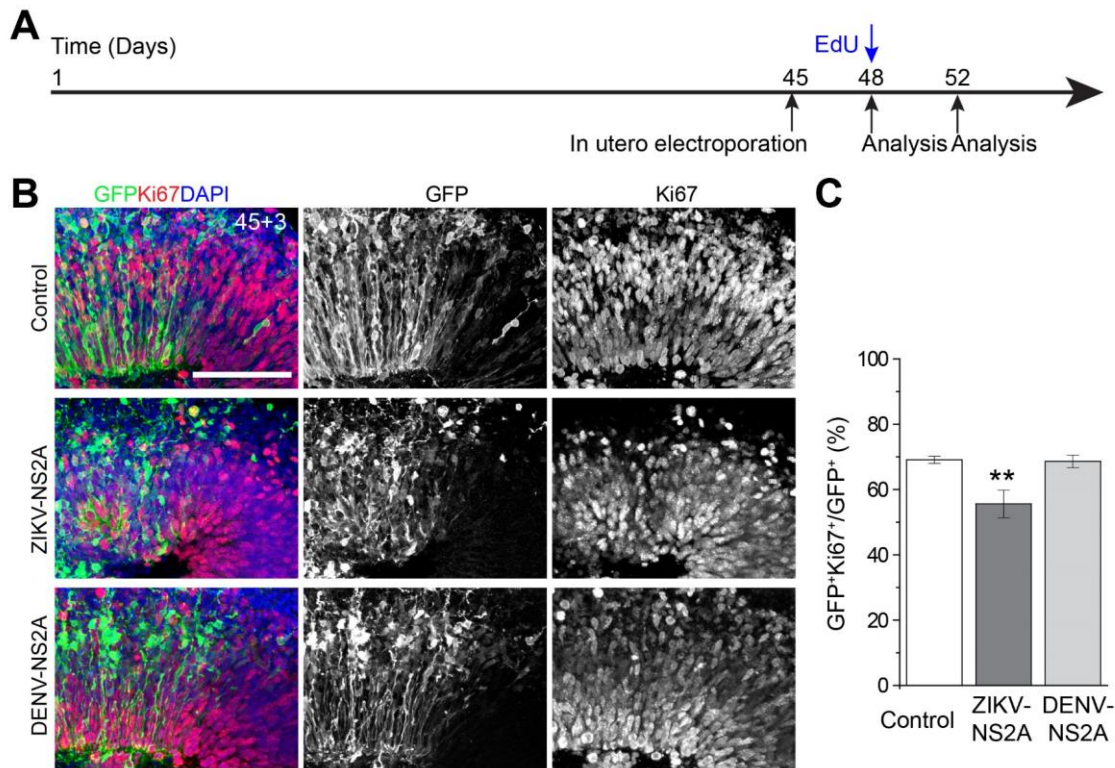 A
Time (Days)
EdU
1 45 48 52
In utero electroporation Analysis Analysis
B
GFPKi67DAPI GFP Ki67
45+3
Control
ZIKV-NS2A
DENV-NS2A
C
GFP⁺Ki67⁺/GFP⁺ (%)
100
80
60
40
20
0
**
Control ZIKV- DENV-
NS2A NS2A